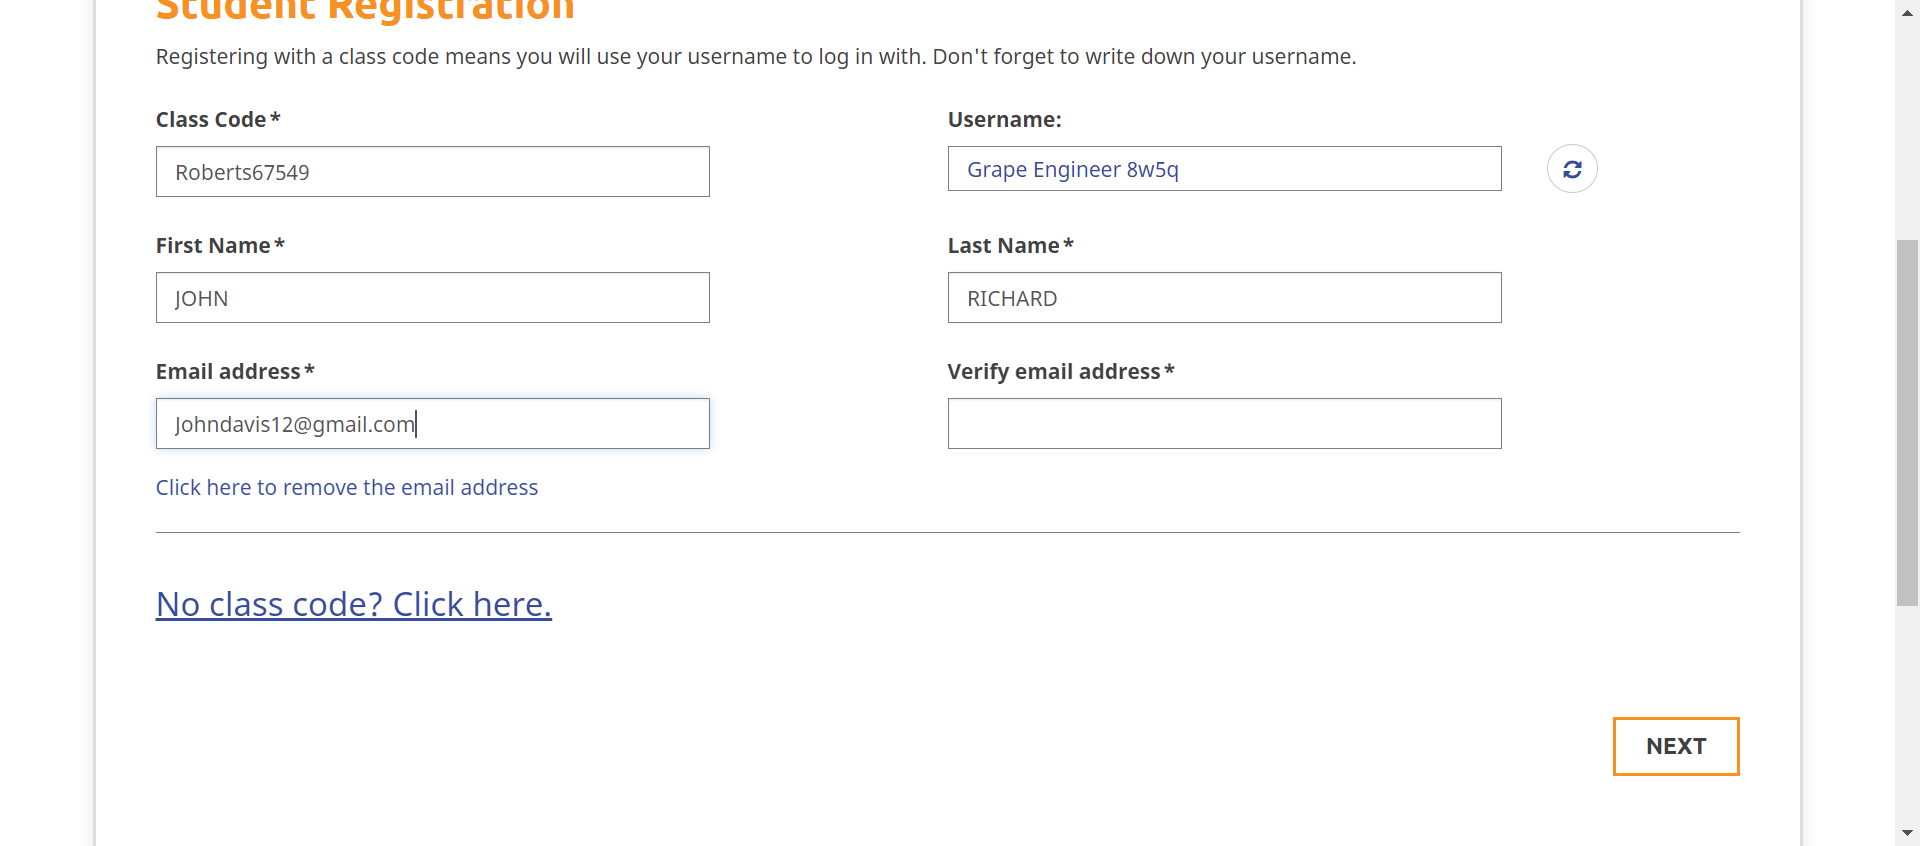 Student Registration
Registering with a class code means you will use your username to log in with. Don't forget to write down your username.
Class Code*
Username:
Roberts67549
Grape Engineer 8w5q
First Name*
Last Name*
JOHN
RICHARD
Email address*
Verify email address*
Johndavis12@gmail.com
Click here to remove the email address
No class code? Click here.
NEXT